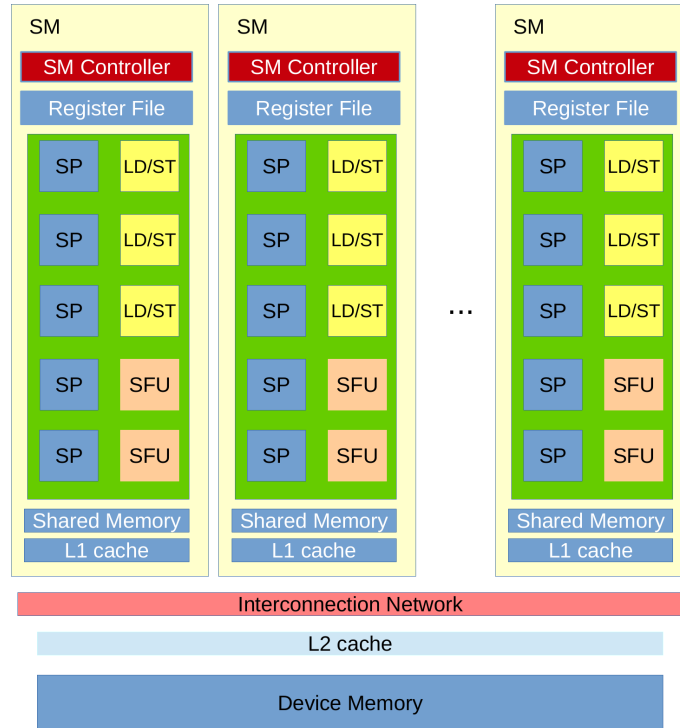 SM SM SM
SM Controller SM Controller SM Controller
Register File Register File Register File
SP LD/ST SP LD/ST SP LD/ST
SP LD/ST SP LD/ST SP LD/ST
SP LD/ST SP LD/ST ... SP LD/ST
SP SFU SP SFU SP SFU
SP SFU SP SFU SP SFU
Shared Memory Shared Memory Shared Memory
L1 cache L1 cache L1 cache
Interconnection Network
L2 cache
Device Memory